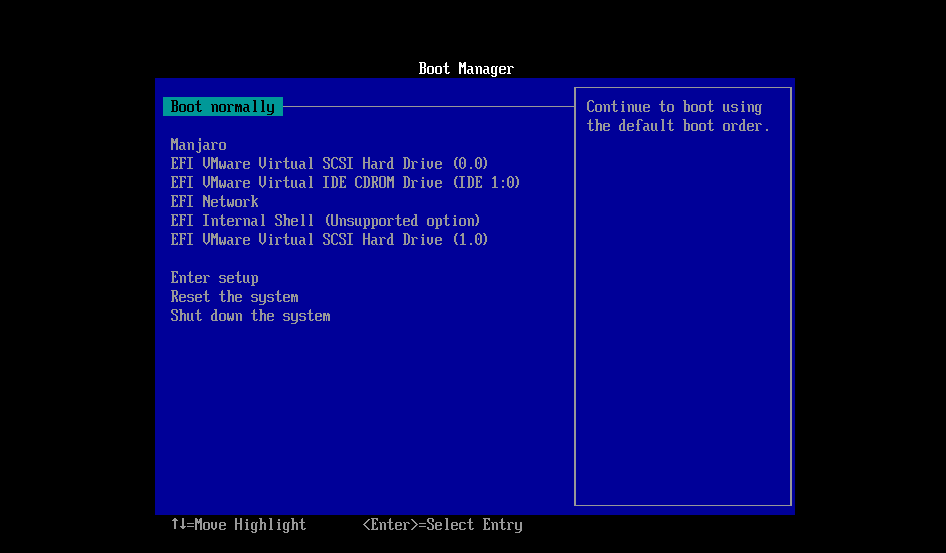 Boot Manager
Boot normally
Continue to boot using
the default boot order.
Manjaro
EFI VMware Virtual SCSI Hard Drive (0.0)
EFI VMware Virtual IDE CDROM Drive (IDE 1:0)
EFI Network
EFI Internal Shell (Unsupported option)
EFI VMware Virtual SCSI Hard Drive (1.0)
Enter setup
Reset the system
Shut down the system
↑↓=Move Highlight <Enter>=Select Entry